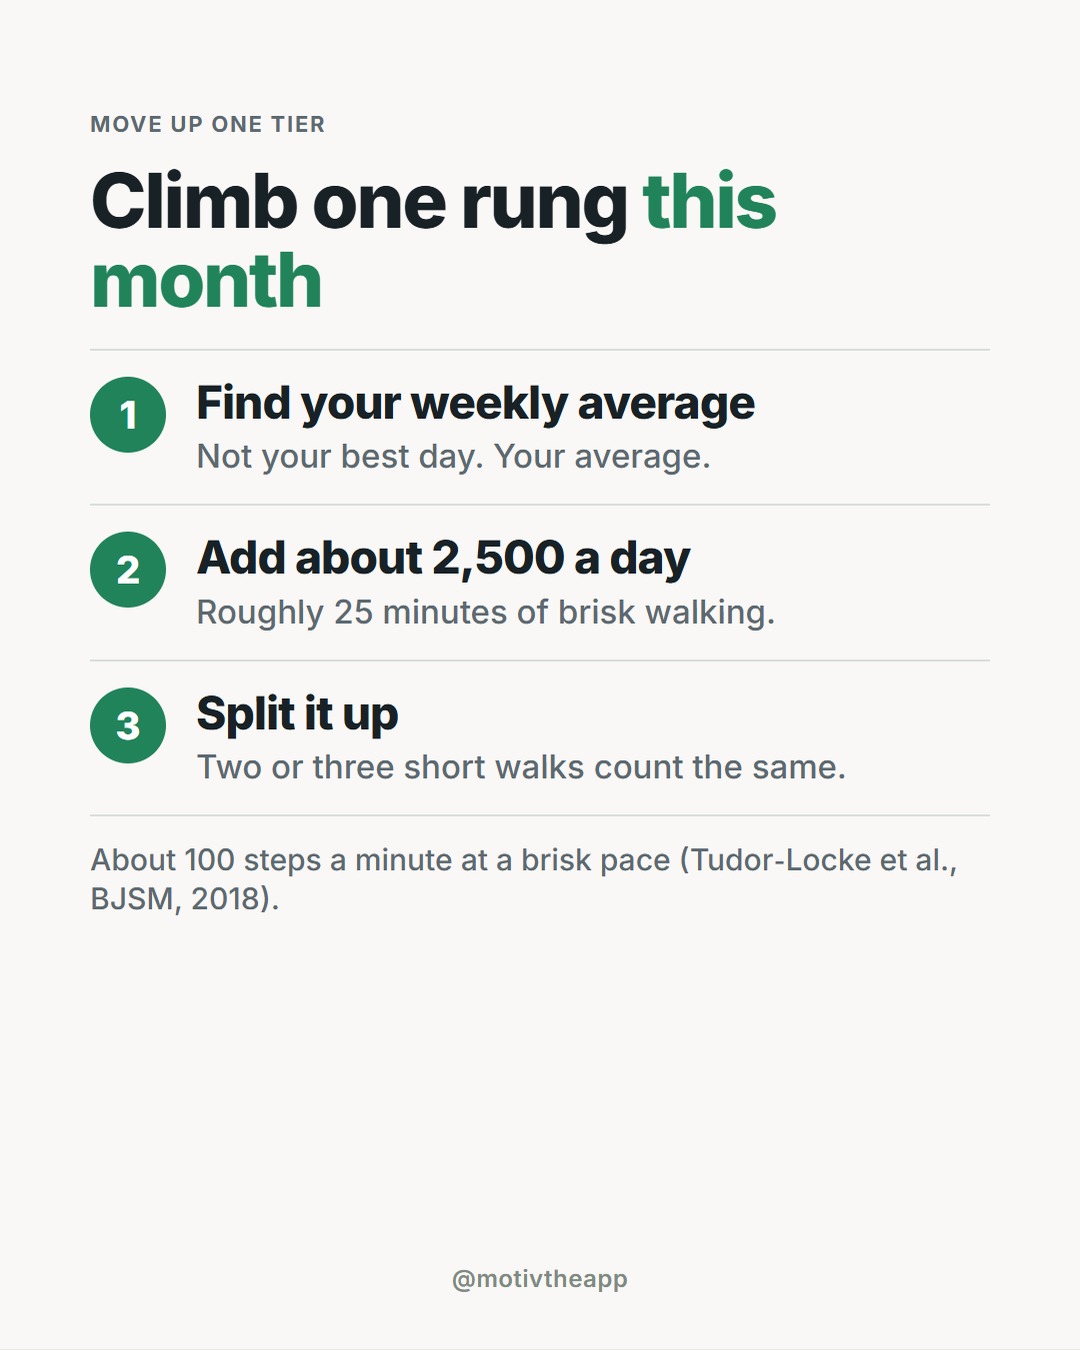 MOVE UP ONE TIER
Climb one rung this
month
1
Find your weekly average
Not your best day. Your average.
2
Add about 2,500 a day
Roughly 25 minutes of brisk walking.
3
Split it up
Two or three short walks count the same.
About 100 steps a minute at a brisk pace (Tudor-Locke et al.,
BJSM, 2018).
@motivtheapp